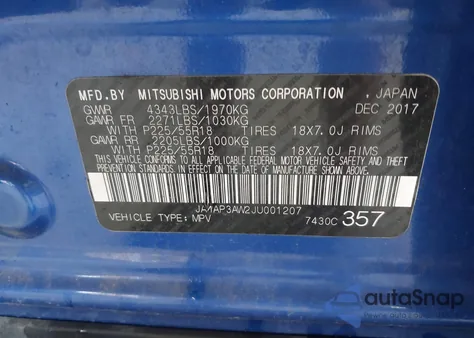 MFD.BY MITSUBISHI MOTORS CORPORATION , JAPAN
GVWR 4343LBS/1970KG DEC 2017
GAWR FR 2271LBS/1030KG
WITH P225/55R18 TIRES 18X7.0J RIMS
GAWR RR 2205LBS/1000KG
WITH P225/55R18 TIRES 18X7.0J RIMS
THIS VEHICLE CONFORMS TO ALL APPLICABLE FEDERAL MOTOR VEHICLE SAFETY, BUMPER, AND THEFT PREVENTION STANDARDS IN EFFECT ON THE DATE OF MANUFACTURE SHOWN ABOVE.
JA4AP3AW2JU001207
VEHICLE TYPE: MPV 7430C 357
autoSnap